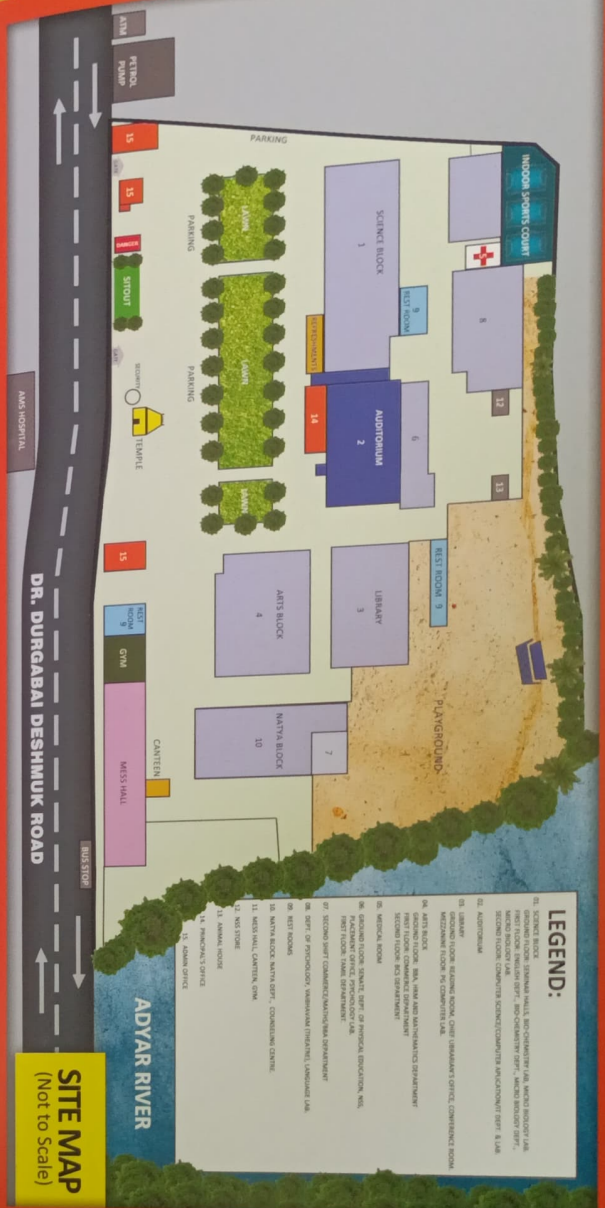 ATM
PETROL
PUMP
PARKING
INDOOR SPORTS COURT
15
15
DANGER
SITOUT
SECURITY
TEMPLE
AMS HOSPITAL
PARKING
PARKING
LAWN
LAWN
LAWN
SCIENCE BLOCK
1
9
REST ROOM
REFRESHMENTS
5
8
12
13
14
AUDITORIUM
2
6
REST ROOM 9
LIBRARY
3
ARTS BLOCK
4
NATYA BLOCK
10
7
PLAYGROUND
15
REST
ROOM
9
GYM
MESS HALL
CANTEEN
BUS STOP
DR. DURGABAI DESHMUK ROAD
ADYAR RIVER
SITE MAP
(Not to Scale)
LEGEND:
01. SCIENCE BLOCK
GROUND FLOOR: SEMINAR HALLS, BIO-CHEMISTRY LAB, MICRO BIOLOGY LAB.
FIRST FLOOR: ENGLISH DEPT., BIO-CHEMISTRY DEPT., MICRO BIOLOGY DEPT.,
MICRO BIOLOGY LAB.
SECOND FLOOR: COMPUTER SCIENCE/COMPUTER APLICATION/IT DEPT. & LAB.
02. AUDITORIUM
03. LIBRARY
GROUND FLOOR: READING ROOM, CHIEF LIBRARIAN'S OFFICE, CONFERENCE ROOM
MEZZANINE FLOOR: PG COMPUTER LAB.
04. ARTS BLOCK
GROUND FLOOR: BBA, HRM AND MATHEMATICS DEPARTMENT
FIRST FLOOR: COMMERCE DEPARTMENT
SECOND FLOOR: BCS DEPARTMENT
05. MEDICAL ROOM
06. GROUND FLOOR: SENATE, DEPT. OF PHYSICAL EDUCATION, NSS,
PLACEMENT OFFICE, PSYCHOLOGY LAB.
FIRST FLOOR: TAMIL DEPARTMENT.
07. SECOND SHIFT COMMERCE/MATHS/BBA DEPARTMENT
08. DEPT. OF PSYCHOLOGY, VAIBHAVAM (THEATRE), LANGUAGE LAB.
09. REST ROOMS
10. NATYA BLOCK: NATYA DEPT., COUNSELING CENTRE.
11. MESS HALL, CANTEEN, GYM.
12. NSS STORE
13. ANIMAL HOUSE
14. PRINCIPAL'S OFFICE
15. ADMIN OFFICE